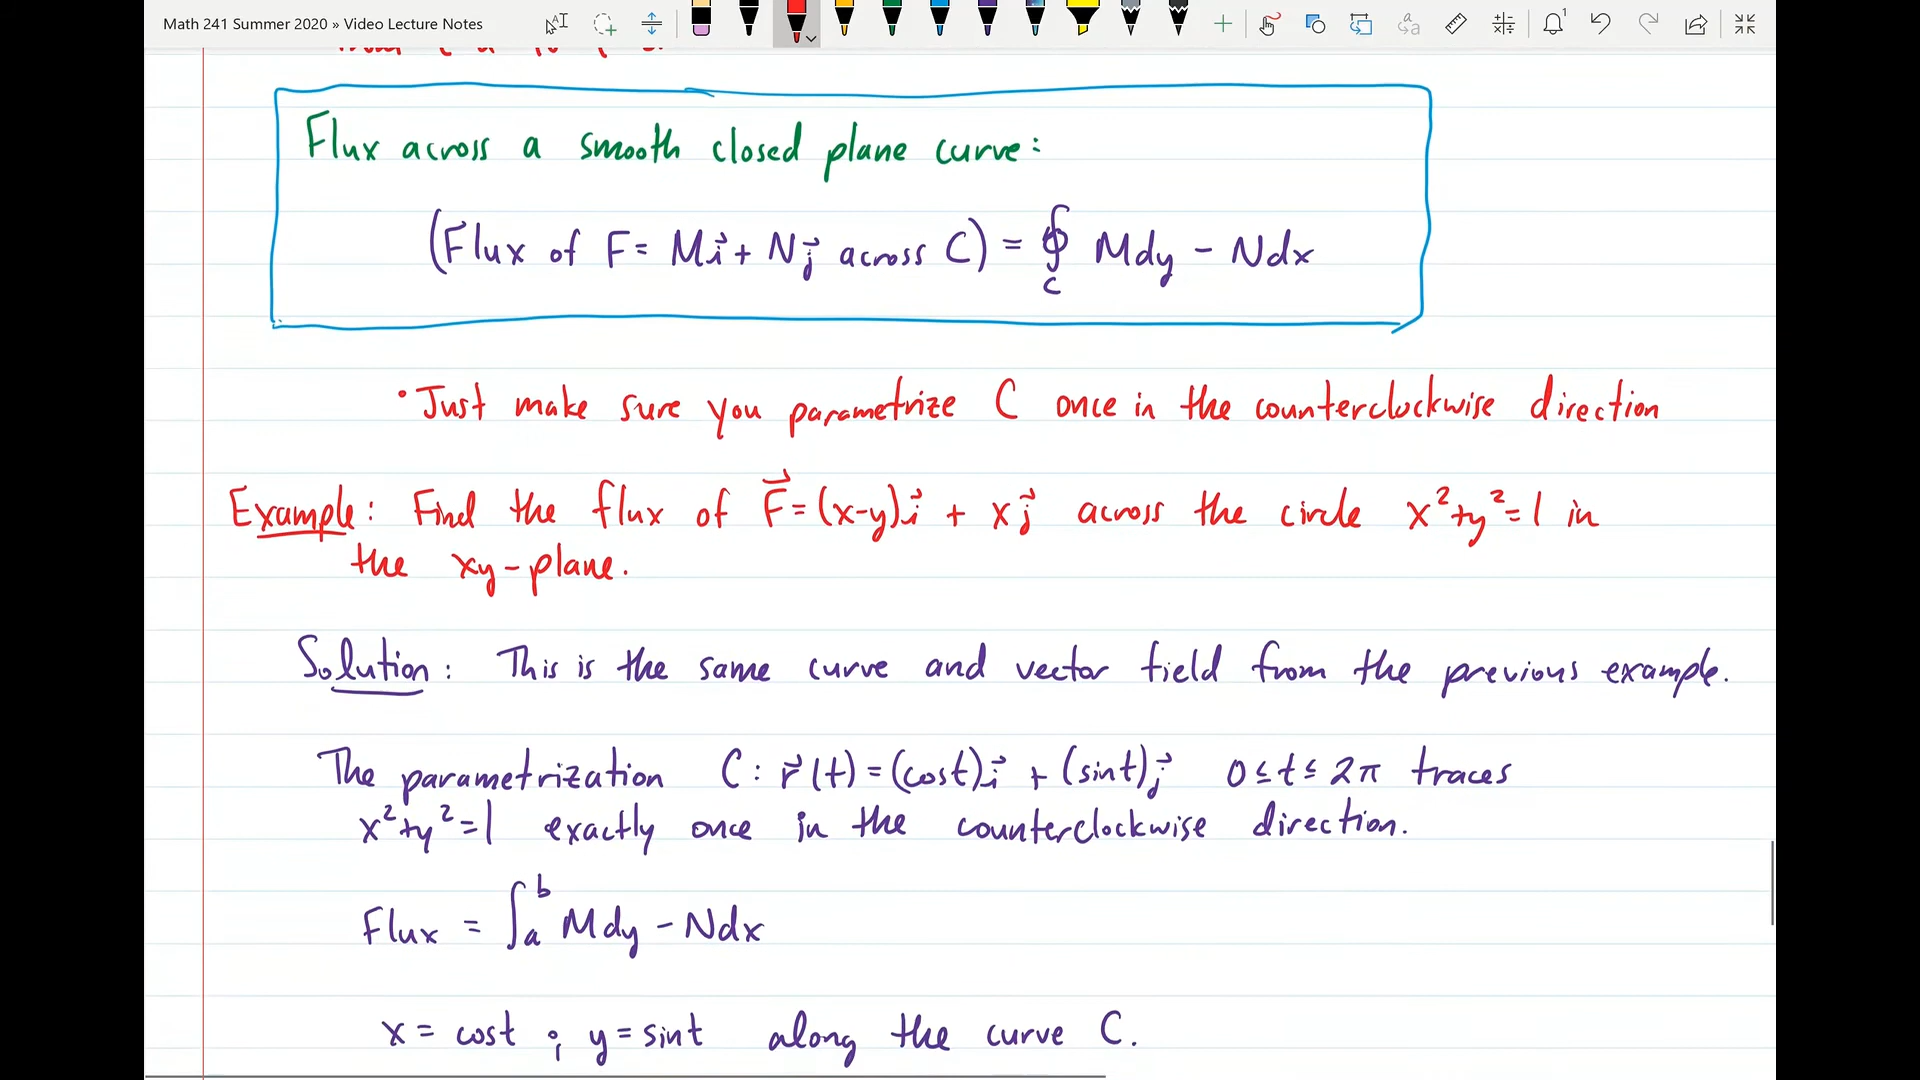 Math 241 Summer 2020 » Video Lecture Notes
Flux across a smooth closed plane curve:
(Flux of F = Mi⃗ + Nj⃗ across C) = ∮_C Mdy - Ndx
• Just make sure you parametrize C once in the counterclockwise direction
Example: Find the flux of F⃗ = (x-y)i⃗ + xj⃗ across the circle x²+y²=1 in
the xy-plane.
Solution: This is the same curve and vector field from the previous example.
The parametrization C: r⃗(t) = (cost)i⃗ + (sint)j⃗ 0≤t≤2π traces
x²+y²=1 exactly once in the counterclockwise direction.
Flux = ∫_a^b Mdy - Ndx
x = cost ; y = sint along the curve C.